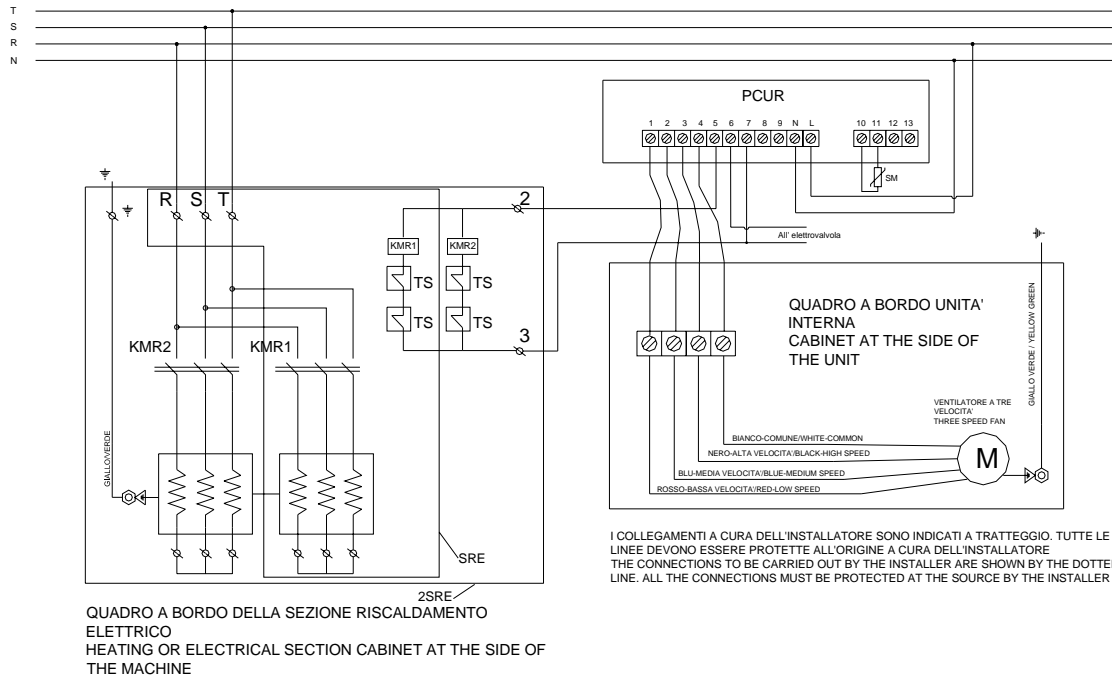 T
S
R
N
PCUR
1 2 3 4 5 6 7 8 9 N L 10 11 12 13
SM
R S T
2
KMR1 KMR2
All' elettrovalvola
TS TS
TS TS
3
QUADRO A BORDO UNITA'
INTERNA
CABINET AT THE SIDE OF
THE UNIT
GIALLO VERDE / YELLOW GREEN
KMR2 KMR1
VENTILATORE A TRE
VELOCITA'
THREE SPEED FAN
GIALLO/VERDE
BIANCO-COMUNE/WHITE-COMMON
NERO-ALTA VELOCITA'/BLACK-HIGH SPEED
M
BLU-MEDIA VELOCITA'/BLUE-MEDIUM SPEED
ROSSO-BASSA VELOCITA'/RED-LOW SPEED
I COLLEGAMENTI A CURA DELL'INSTALLATORE SONO INDICATI A TRATTEGGIO. TUTTE LE
LINEE DEVONO ESSERE PROTETTE ALL'ORIGINE A CURA DELL'INSTALLATORE
THE CONNECTIONS TO BE CARRIED OUT BY THE INSTALLER ARE SHOWN BY THE DOTTE
LINE. ALL THE CONNECTIONS MUST BE PROTECTED AT THE SOURCE BY THE INSTALLER
SRE
2SRE
QUADRO A BORDO DELLA SEZIONE RISCALDAMENTO
ELETTRICO
HEATING OR ELECTRICAL SECTION CABINET AT THE SIDE OF
THE MACHINE